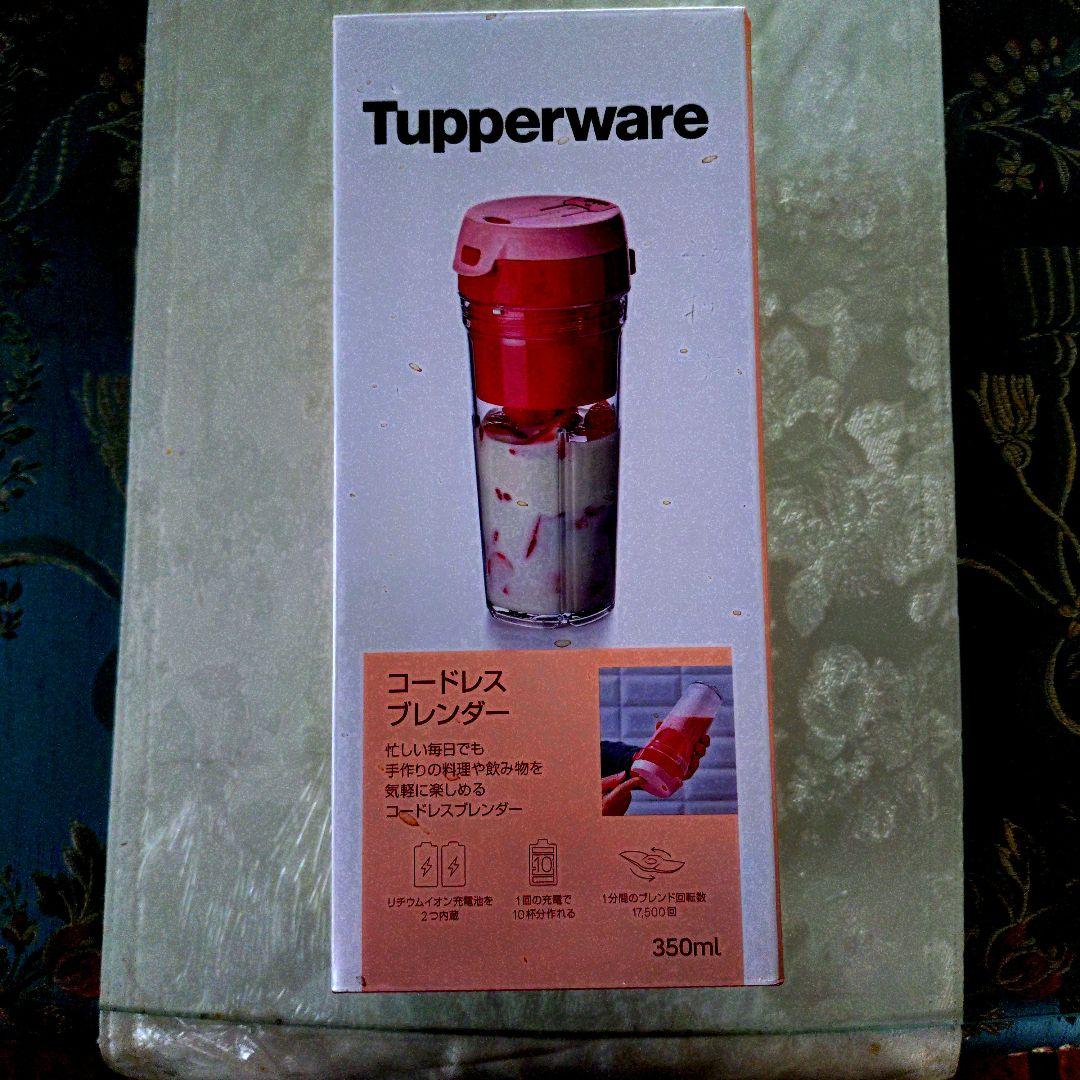 Tupperware
コードレス
ブレンダー
忙しい毎日でも
手作りの料理や飲み物を
気軽に楽しめる
コードレスブレンダー
10
リチウムイオン充電池を
2つ内蔵
1回の充電で
10杯分作れる
1分間のブレンド回転数
17,500回
350ml